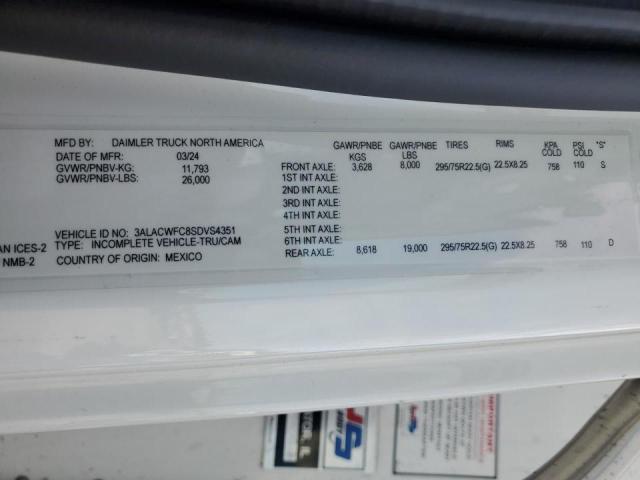 MFD BY: DAIMLER TRUCK NORTH AMERICA
DATE OF MFR: 03/24
GVWR/PNBV-KG: 11,793
GVWR/PNBV-LBS: 26,000
VEHICLE ID NO: 3ALACWFC8SDVS4351
AN ICES-2 TYPE: INCOMPLETE VEHICLE-TRU/CAM
NMB-2 COUNTRY OF ORIGIN: MEXICO
GAWR/PNBE KGS GAWR/PNBE LBS TIRES RIMS KPA COLD PSI COLD "S"
FRONT AXLE: 3,628 8,000 295/75R22.5(G) 22.5X8.25 758 110 S
1ST INT AXLE:
2ND INT AXLE:
3RD INT AXLE:
4TH INT AXLE:
5TH INT AXLE:
6TH INT AXLE:
REAR AXLE: 8,618 19,000 295/75R22.5(G) 22.5X8.25 758 110 D
IMPORTANT